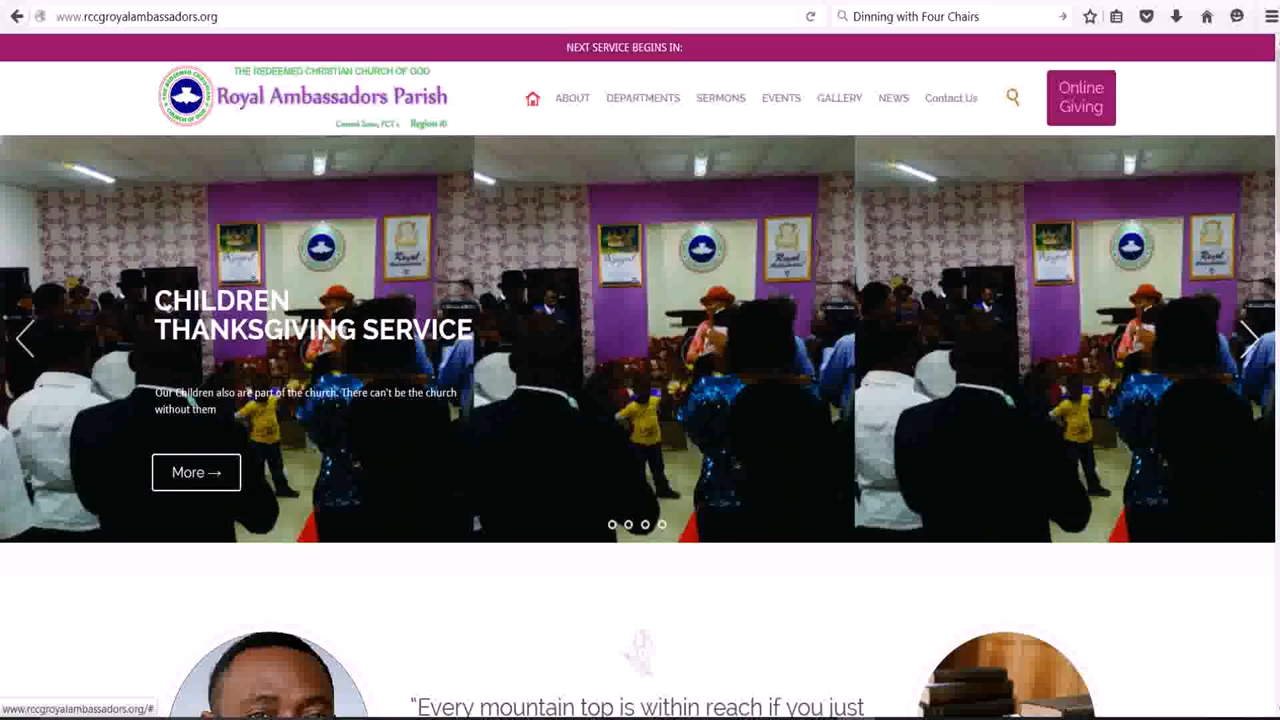 www.rccgroyalambassadors.org
Dinning with Four Chairs
NEXT SERVICE BEGINS IN:
THE REDEEMED CHRISTIAN CHURCH OF GOD
Royal Ambassadors Parish
Region 10
ABOUT
DEPARTMENTS
SERMONS
EVENTS
GALLERY
NEWS
Contact Us
Online
Giving
CHILDREN
THANKSGIVING SERVICE
Our Children also are part of the church. There can't be the church
without them
More →
"Every mountain top is within reach if you just
www.rccgroyalambassadors.org/#